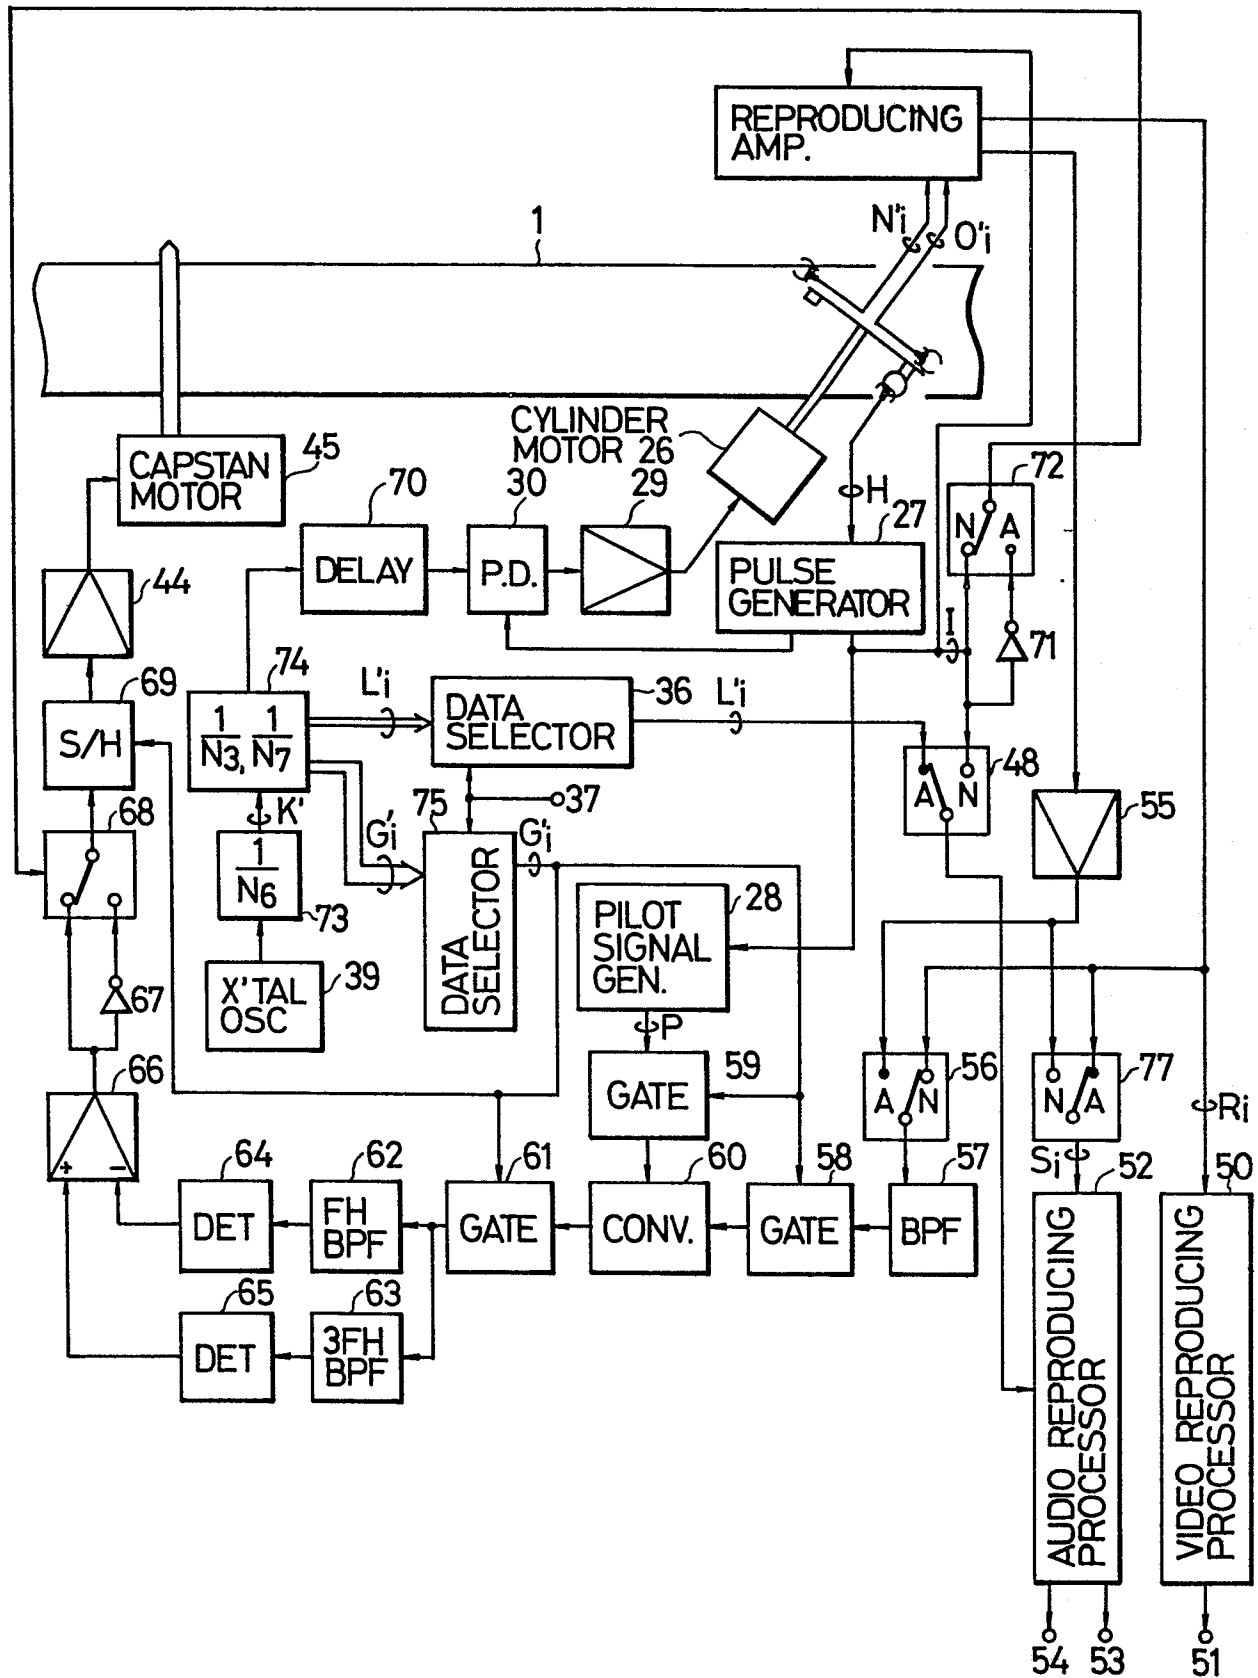 REPRODUCING
AMP.
N'i
O'i
1
CAPSTAN
MOTOR
45
CYLINDER
MOTOR 26
70
30
29
H
27
72
N A
DELAY
P.D.
PULSE
GENERATOR
44
I
71
74
L'i
36
L'i
69
S/H
1/N3, 1/N7
DATA
SELECTOR
A N
48
K'
37
55
68
75
G'i
G'i
1/N6
73
DATA SELECTOR
PILOT
SIGNAL
GEN.
28
X'TAL
OSC
39
67
P
66
+ −
GATE
59
A N
56
N A
77
Ri
Si
64
62
61
60
58
57
52
50
DET
FH
BPF
GATE
CONV.
GATE
BPF
65
63
DET
3FH
BPF
AUDIO REPRODUCING
PROCESSOR
VIDEO REPRODUCING
PROCESSOR
54
53
51